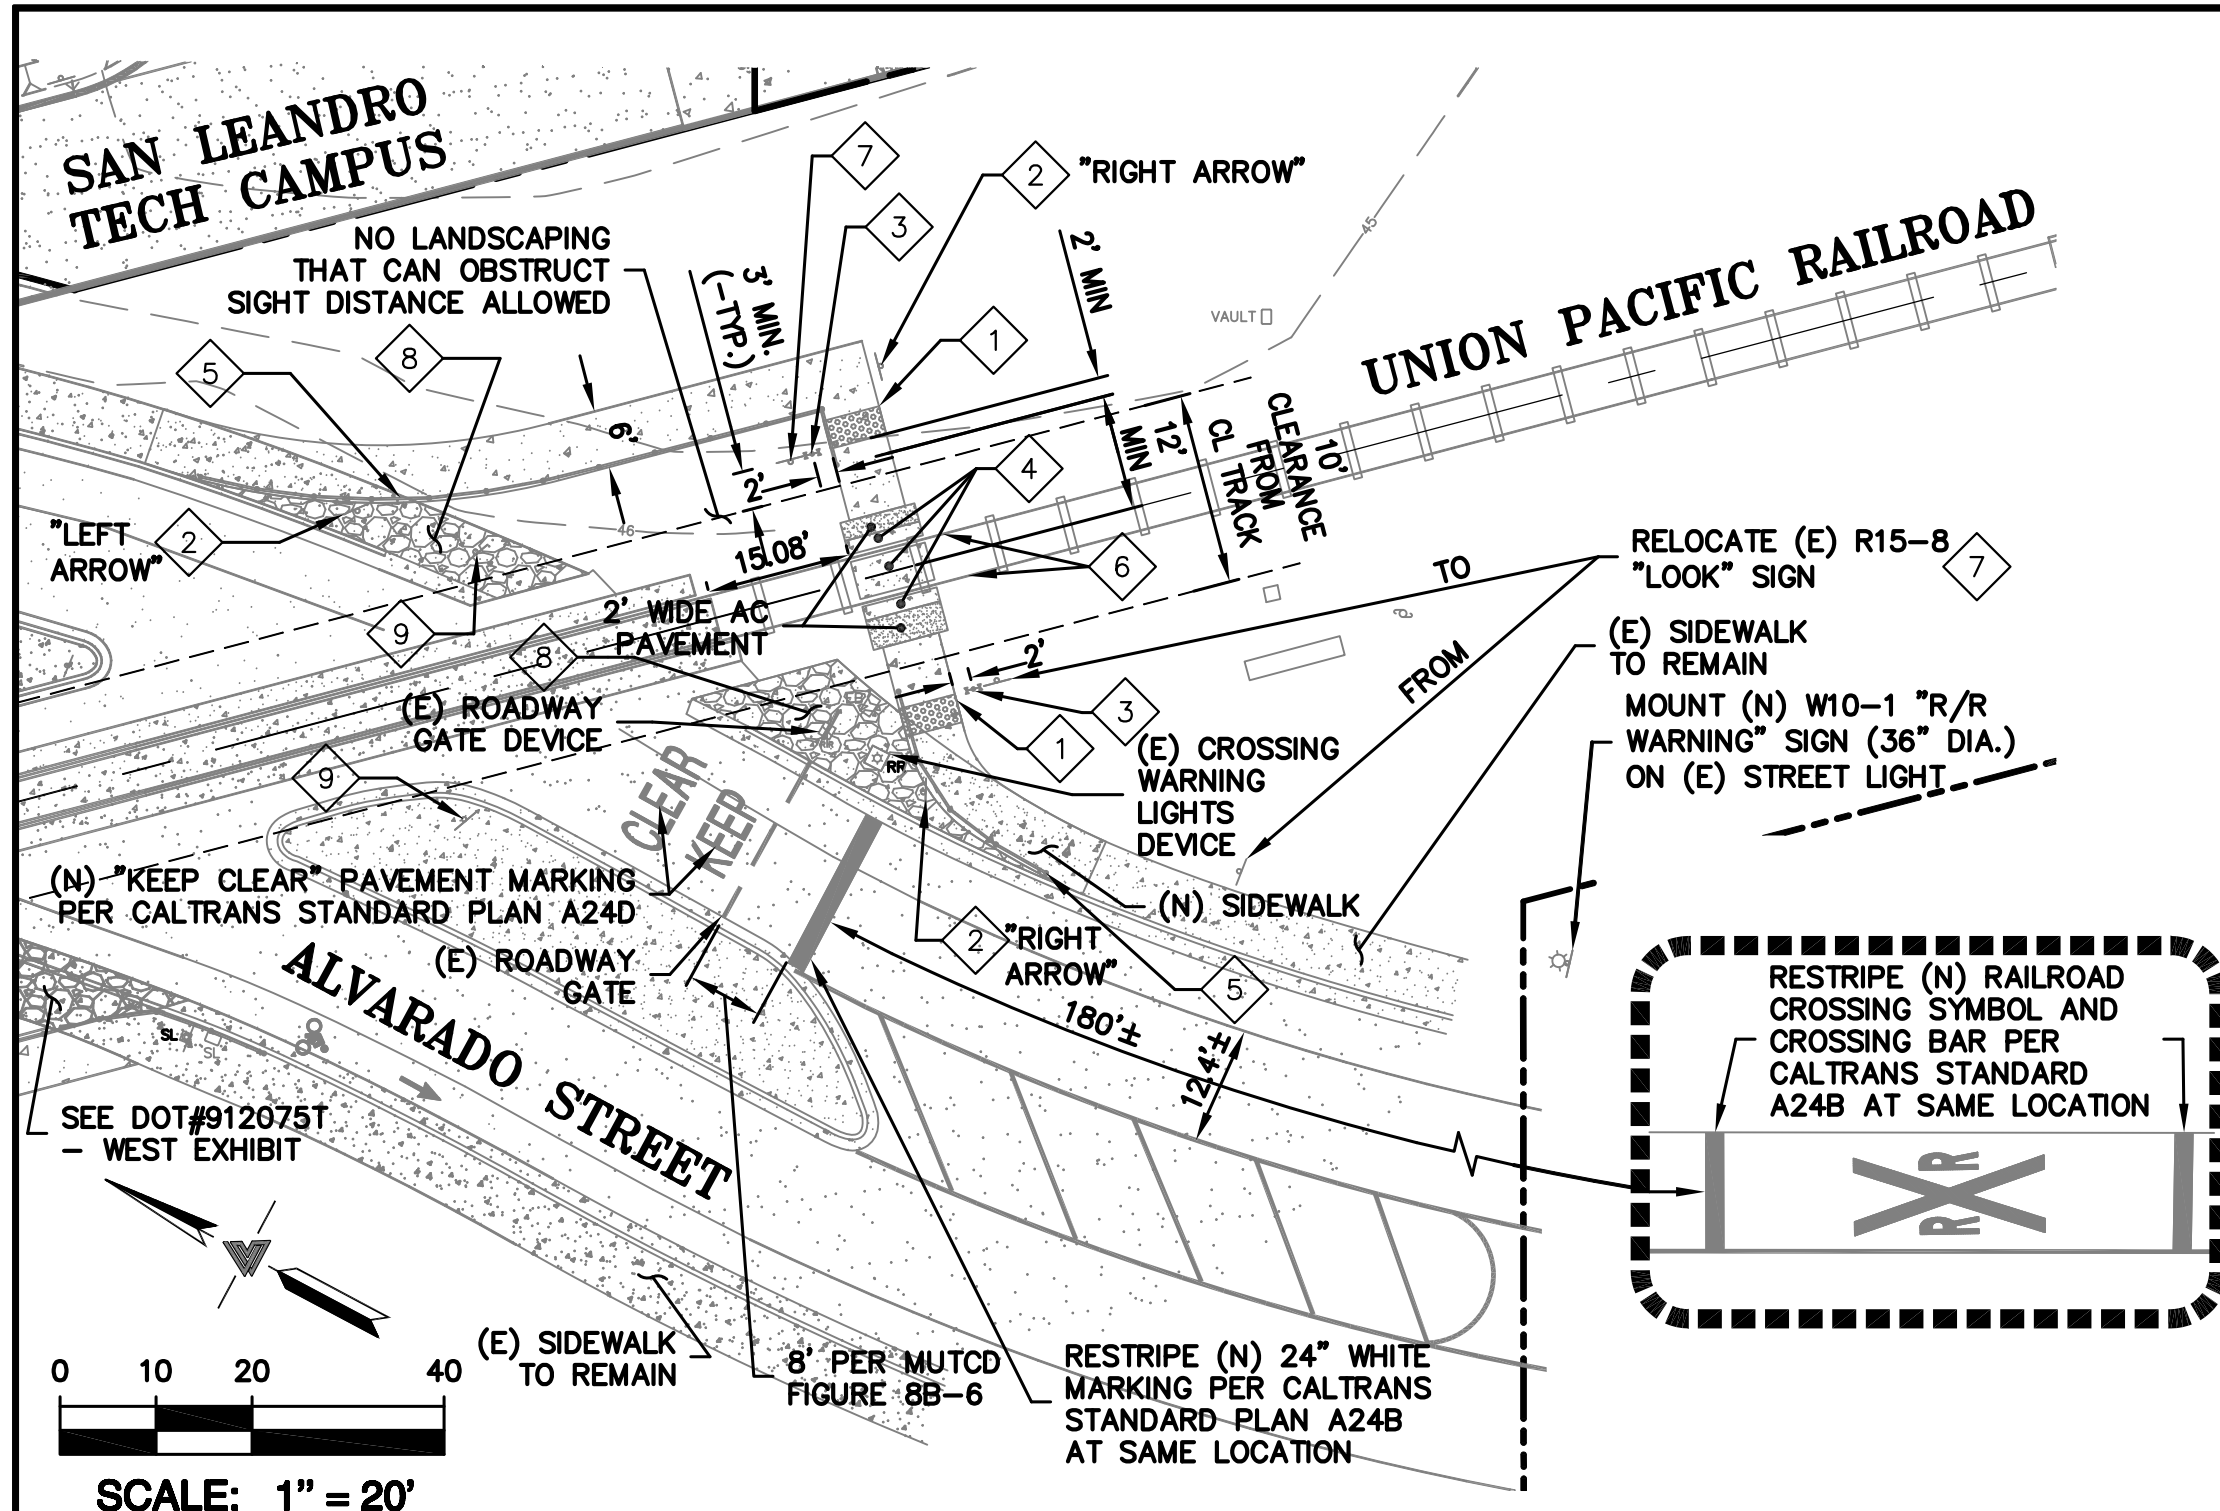 SAN LEANDRO
TECH CAMPUS
7
2
"RIGHT ARROW"
3
NO LANDSCAPING
THAT CAN OBSTRUCT
SIGHT DISTANCE ALLOWED
3' MIN.
(-TYP.)
2' MIN
45
VAULT
UNION PACIFIC RAILROAD
1
8
5
6'
12'
MIN
10'
CLEARANCE
FROM
CL TRACK
4
2'
46
15.08'
"LEFT
ARROW"
2
6
TO
RELOCATE (E) R15-8
"LOOK" SIGN
7
9
2' WIDE AC
PAVEMENT
8
2'
FROM
(E) SIDEWALK
TO REMAIN
(E) ROADWAY
GATE DEVICE
3
1
MOUNT (N) W10-1 "R/R
WARNING" SIGN (36" DIA.)
ON (E) STREET LIGHT
9
CLEAR
KEEP
RR
RR
(E) CROSSING
WARNING
LIGHTS
DEVICE
(N) "KEEP CLEAR" PAVEMENT MARKING
PER CALTRANS STANDARD PLAN A24D
(N) SIDEWALK
(E) ROADWAY
GATE
2
"RIGHT
ARROW"
5
ALVARADO STREET
180'±
12.4'±
SL
SL
RESTRIPE (N) RAILROAD
CROSSING SYMBOL AND
CROSSING BAR PER
CALTRANS STANDARD
A24B AT SAME LOCATION
R
R
SEE DOT#912075T
- WEST EXHIBIT
(E) SIDEWALK
TO REMAIN
8' PER MUTCD
FIGURE 8B-6
RESTRIPE (N) 24" WHITE
MARKING PER CALTRANS
STANDARD PLAN A24B
AT SAME LOCATION
0 10 20 40
SCALE: 1" = 20'